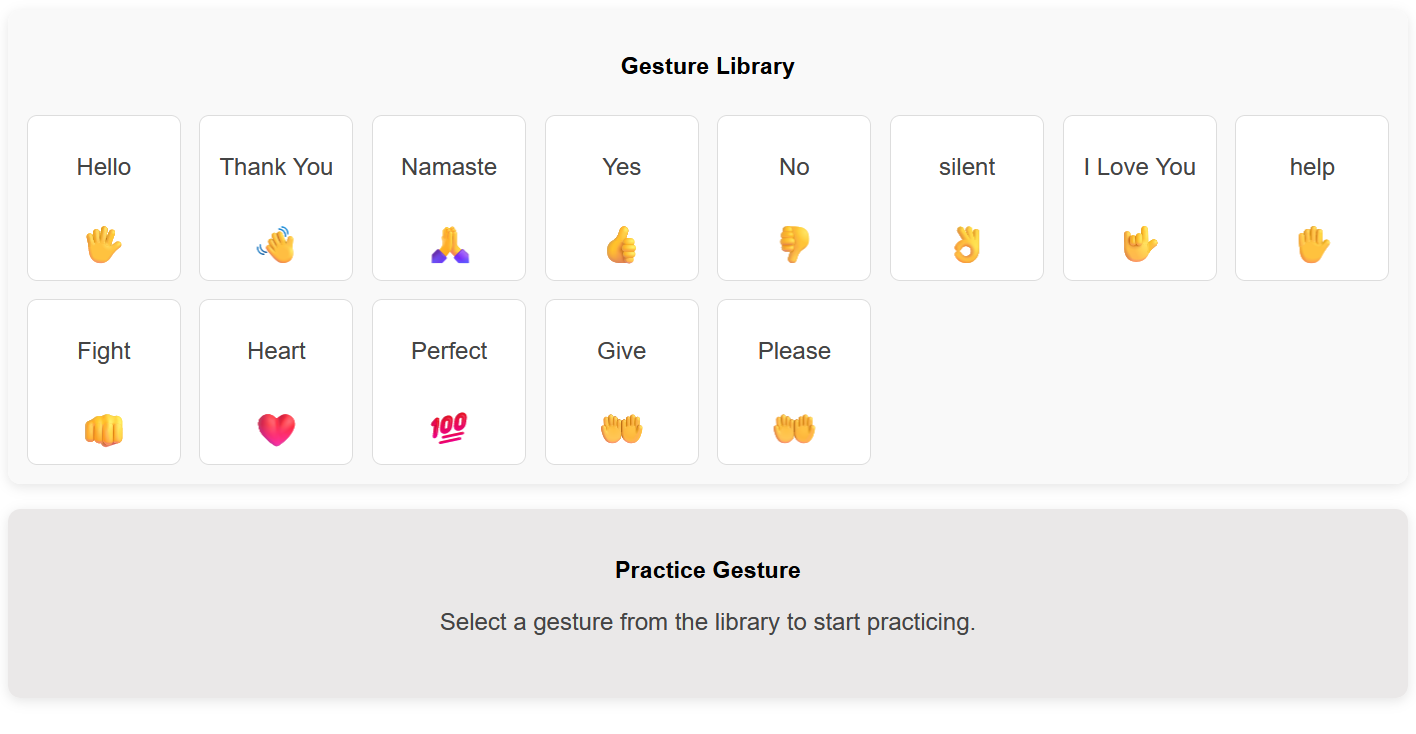 Gesture Library
Hello
Thank You
Namaste
Yes
No
silent
I Love You
help
Fight
Heart
Perfect
💯
Give
Please
Practice Gesture
Select a gesture from the library to start practicing.